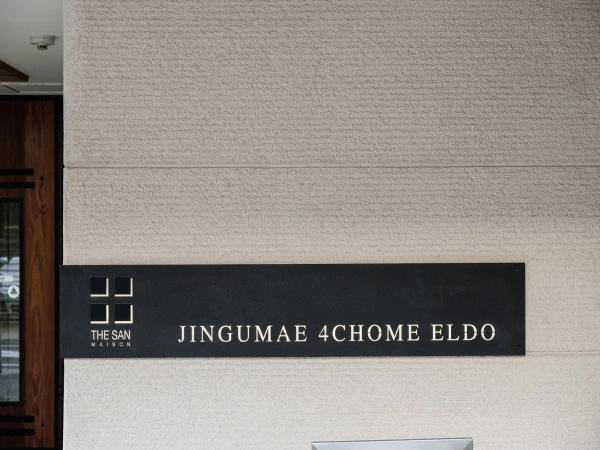 THE SAN
MAISON
JINGUMAE 4CHOME ELDO